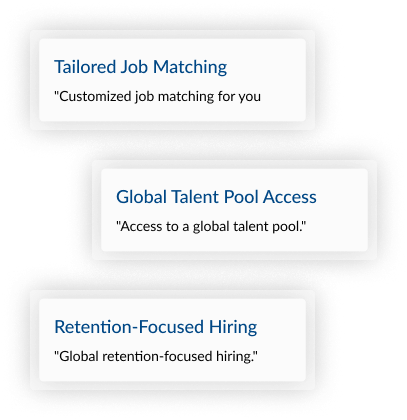 Tailored Job Matching
"Customized job matching for you
Global Talent Pool Access
"Access to a global talent pool."
Retention-Focused Hiring
"Global retention-focused hiring."